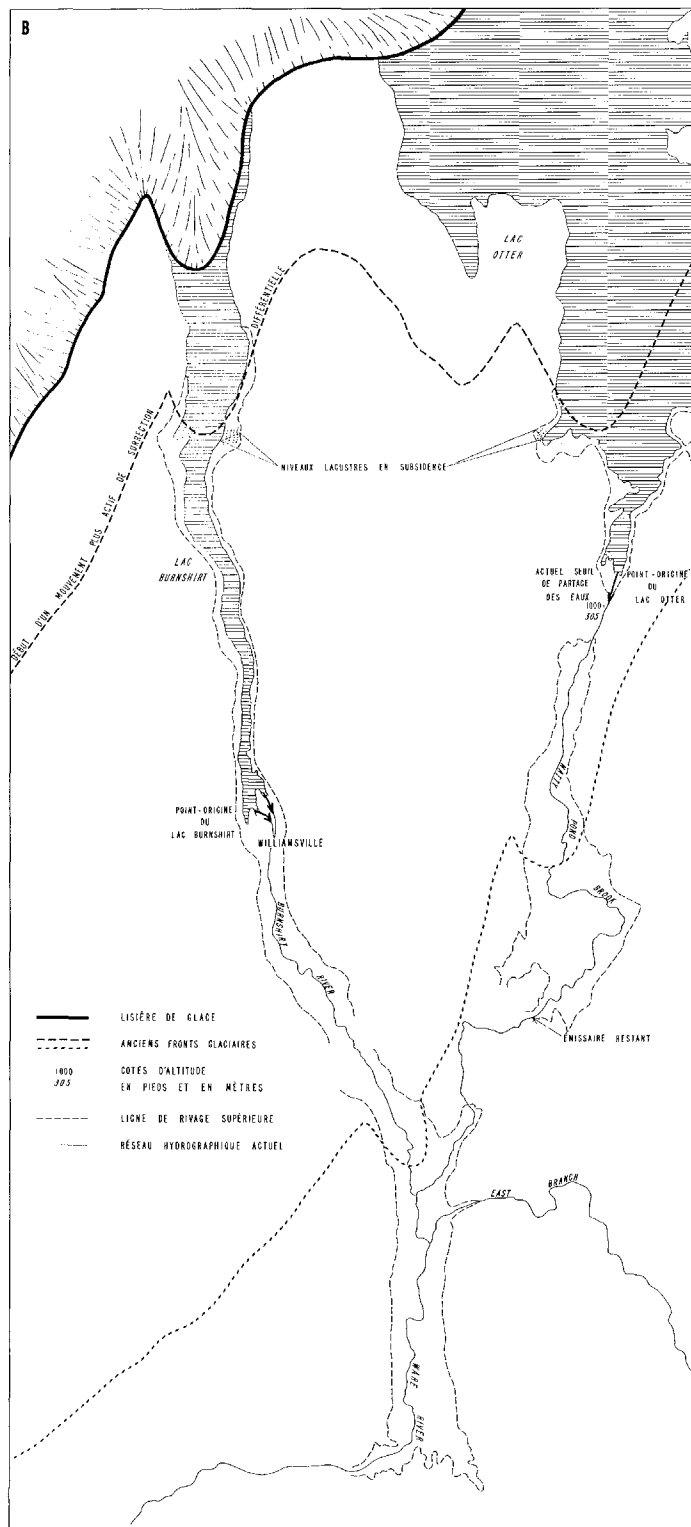 B
LAC
OTTER
DIFFÉRENTIELLE
DÉBUT D'UN MOUVEMENT PLUS ACTIF DE SURRECTION
NIVEAUX LACUSTRES EN SUBSIDENCE
LAC
BURNSHIRT
ACTUEL SEUIL
DE PARTAGE
DES EAUX
1000
305
POINT-ORIGINE
DU
LAC OTTER
WAITE
POND
BROOK
POINT-ORIGINE
DU
LAC BURNSHIRT
WILLIAMSVILLE
BURNSHIRT
RIVER
ÉMISSAIRE RESTANT
LISIÈRE DE GLACE
ANCIENS FRONTS GLACIAIRES
1000
305
COTES D'ALTITUDE
EN PIEDS ET EN MÈTRES
LIGNE DE RIVAGE SUPÉRIEURE
RÉSEAU HYDROGRAPHIQUE ACTUEL
EAST
BRANCH
WARE
RIVER